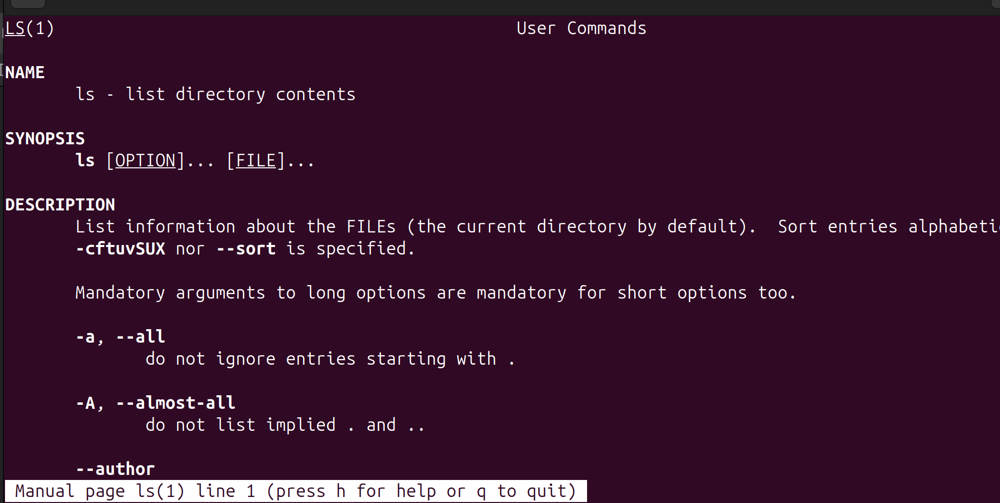 LS(1) User Commands
NAME
ls - list directory contents
SYNOPSIS
ls [OPTION]... [FILE]...
DESCRIPTION
List information about the FILEs (the current directory by default).  Sort entries
-cftuvSUX nor --sort is specified.
Mandatory arguments to long options are mandatory for short options too.
-a, --all
do not ignore entries starting with .
-A, --almost-all
do not list implied . and ..
--author
Manual page ls(1) line 1 (press h for help or q to quit)